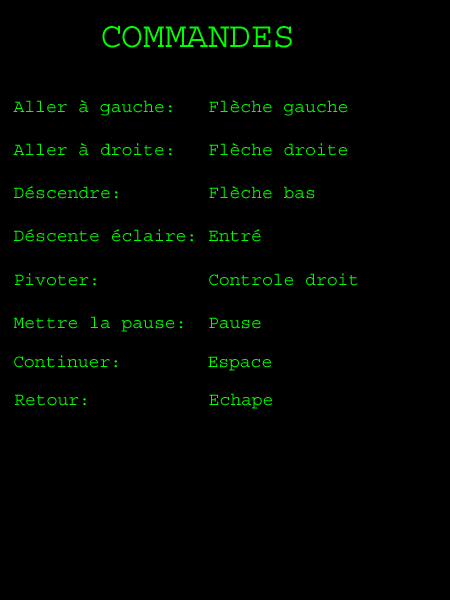 COMMANDES
Aller à gauche: Flèche gauche
Aller à droite: Flèche droite
Déscendre: Flèche bas
Déscente éclaire: Entré
Pivoter: Controle droit
Mettre la pause: Pause
Continuer: Espace
Retour: Echape